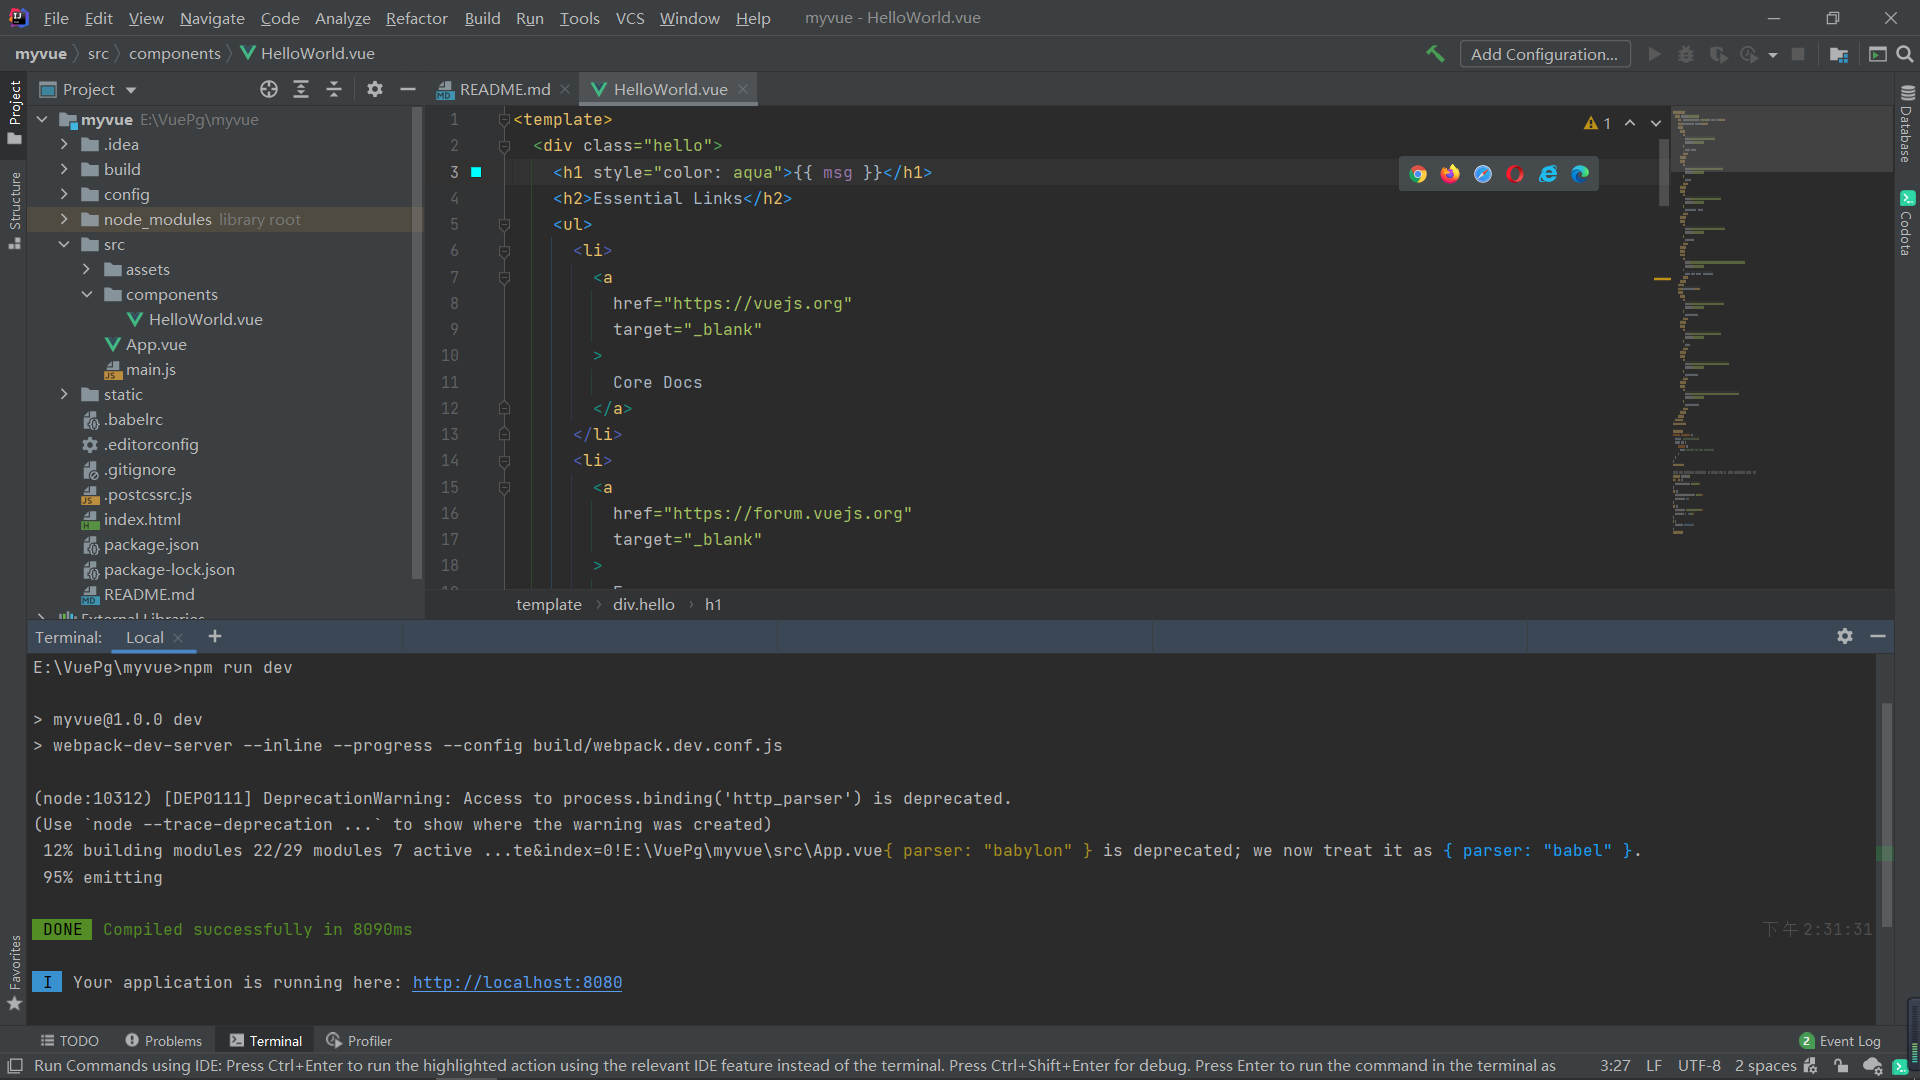 File Edit View Navigate Code Analyze Refactor Build Run Tools VCS Window Help myvue - HelloWorld.vue
myvue src components HelloWorld.vue Add Configuration...
Project
README.md HelloWorld.vue
Project
Structure
Favorites
myvue E:\VuePg\myvue
.idea
build
config
node_modules library root
src
assets
components
HelloWorld.vue
App.vue
main.js
static
.babelrc
.editorconfig
.gitignore
.postcssrc.js
index.html
package.json
package-lock.json
README.md
External Libraries
1 <template>
2 <div class="hello">
3 <h1 style="color: aqua">{{ msg }}</h1>
4 <h2>Essential Links</h2>
5 <ul>
6 <li>
7 <a
8 href="https://vuejs.org"
9 target="_blank"
10 >
11 Core Docs
12 </a>
13 </li>
14 <li>
15 <a
16 href="https://forum.vuejs.org"
17 target="_blank"
18 >
1
Database
Codota
template div.hello h1
Terminal: Local
E:\VuePg\myvue>npm run dev
> myvue@1.0.0 dev
> webpack-dev-server --inline --progress --config build/webpack.dev.conf.js
(node:10312) [DEP0111] DeprecationWarning: Access to process.binding('http_parser') is deprecated.
(Use `node --trace-deprecation ...` to show where the warning was created)
12% building modules 22/29 modules 7 active ...te&index=0!E:\VuePg\myvue\src\App.vue{ parser: "babylon" } is deprecated; we now treat it as { parser: "babel" }.
95% emitting
DONE Compiled successfully in 8090ms 下午2:31:31
I Your application is running here: http://localhost:8080
TODO Problems Terminal Profiler 2 Event Log
Run Commands using IDE: Press Ctrl+Enter to run the highlighted action using the relevant IDE feature instead of the terminal. Press Ctrl+Shift+Enter for debug. Press Enter to run the command in the terminal as 3:27 LF UTF-8 2 spaces